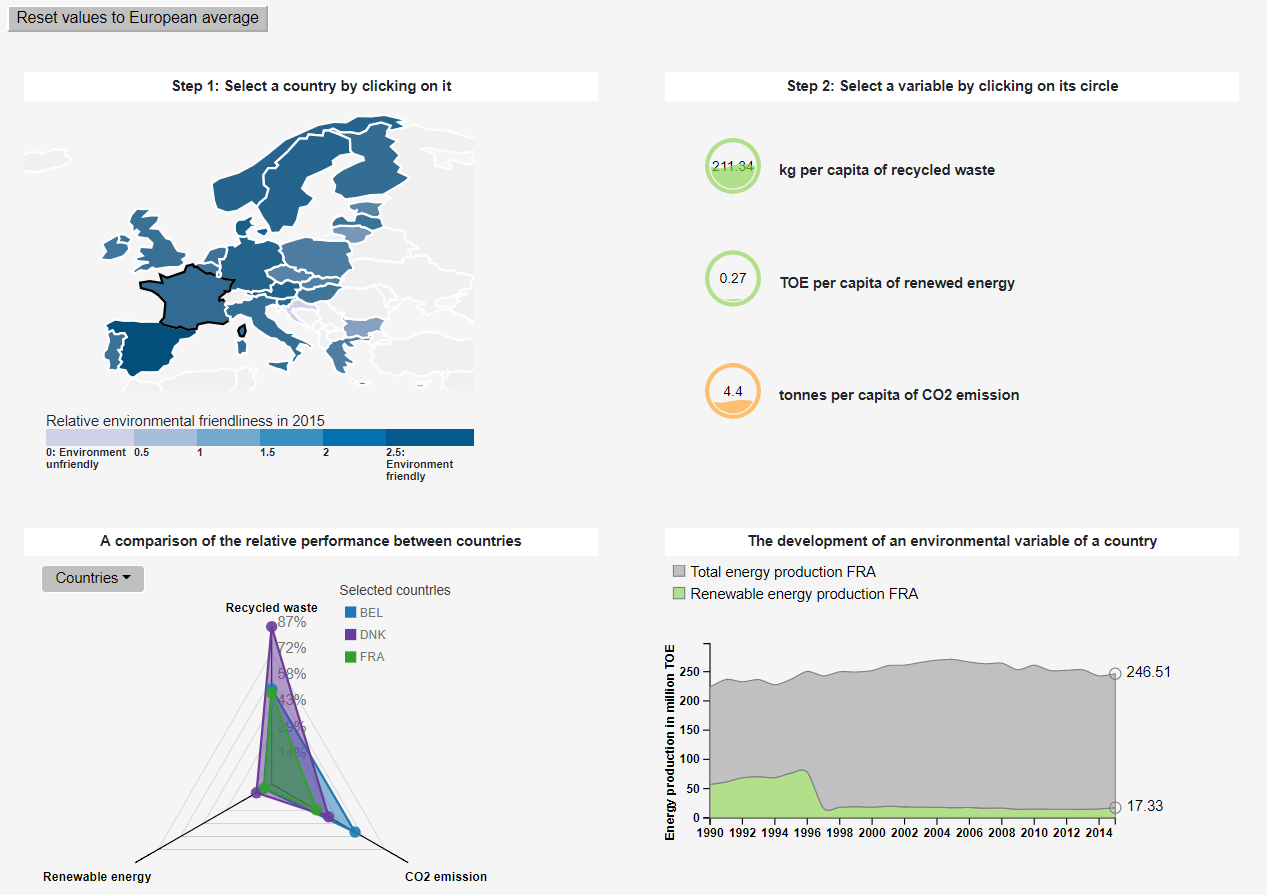 Reset values to European average
Step 1: Select a country by clicking on it
Step 2: Select a variable by clicking on its circle
211.34
kg per capita of recycled waste
0.27
TOE per capita of renewed energy
4.4
tonnes per capita of CO2 emission
Relative environmental friendliness in 2015
0: Environment unfriendly
0.5
1
1.5
2
2.5: Environment friendly
A comparison of the relative performance between countries
Countries
Selected countries
BEL
DNK
FRA
Recycled waste
87%
72%
58%
43%
29%
14%
Renewable energy
CO2 emission
The development of an environmental variable of a country
Total energy production FRA
Renewable energy production FRA
Energy production in million TOE
250
200
150
100
50
0
246.51
17.33
1990 1992 1994 1996 1998 2000 2002 2004 2006 2008 2010 2012 2014